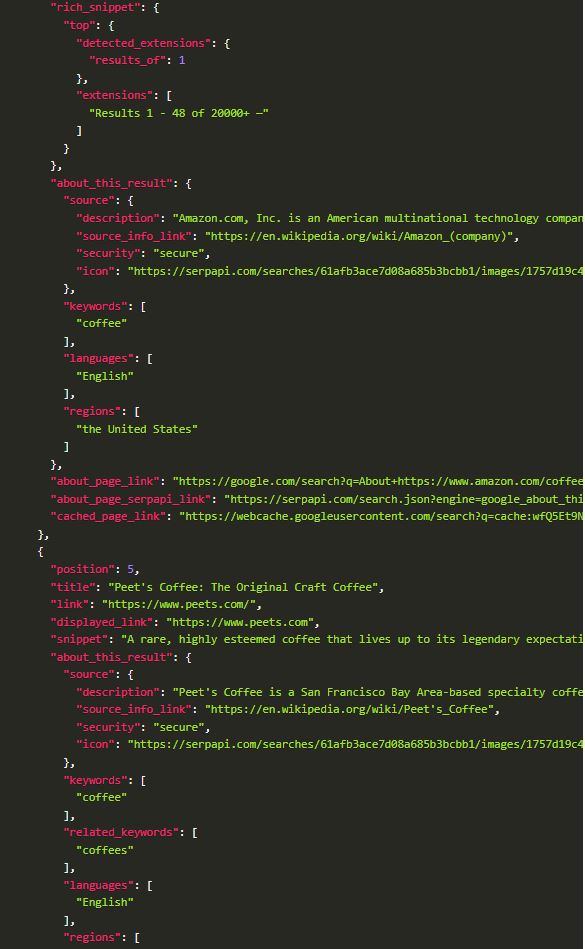 "rich_snippet": {
"top": {
"detected_extensions": {
"results_of": 1
},
"extensions": [
"Results 1 - 48 of 20000+ —"
]
}
},
"about_this_result": {
"source": {
"description": "Amazon.com, Inc. is an American multinational technology compan
"source_info_link": "https://en.wikipedia.org/wiki/Amazon_(company)",
"security": "secure",
"icon": "https://serpapi.com/searches/61afb3ace7d08a685b3bcbb1/images/1757d19c4
},
"keywords": [
"coffee"
],
"languages": [
"English"
],
"regions": [
"the United States"
]
},
"about_page_link": "https://google.com/search?q=About+https://www.amazon.com/coffee
"about_page_serpapi_link": "https://serpapi.com/search.json?engine=google_about_thi
"cached_page_link": "https://webcache.googleusercontent.com/search?q=cache:wfQ5Et9N
},
{
"position": 5,
"title": "Peet's Coffee: The Original Craft Coffee",
"link": "https://www.peets.com/",
"displayed_link": "https://www.peets.com",
"snippet": "A rare, highly esteemed coffee that lives up to its legendary expectati
"about_this_result": {
"source": {
"description": "Peet's Coffee is a San Francisco Bay Area-based specialty coffe
"source_info_link": "https://en.wikipedia.org/wiki/Peet's_Coffee",
"security": "secure",
"icon": "https://serpapi.com/searches/61afb3ace7d08a685b3bcbb1/images/1757d19c4
},
"keywords": [
"coffee"
],
"related_keywords": [
"coffees"
],
"languages": [
"English"
],
"regions": [